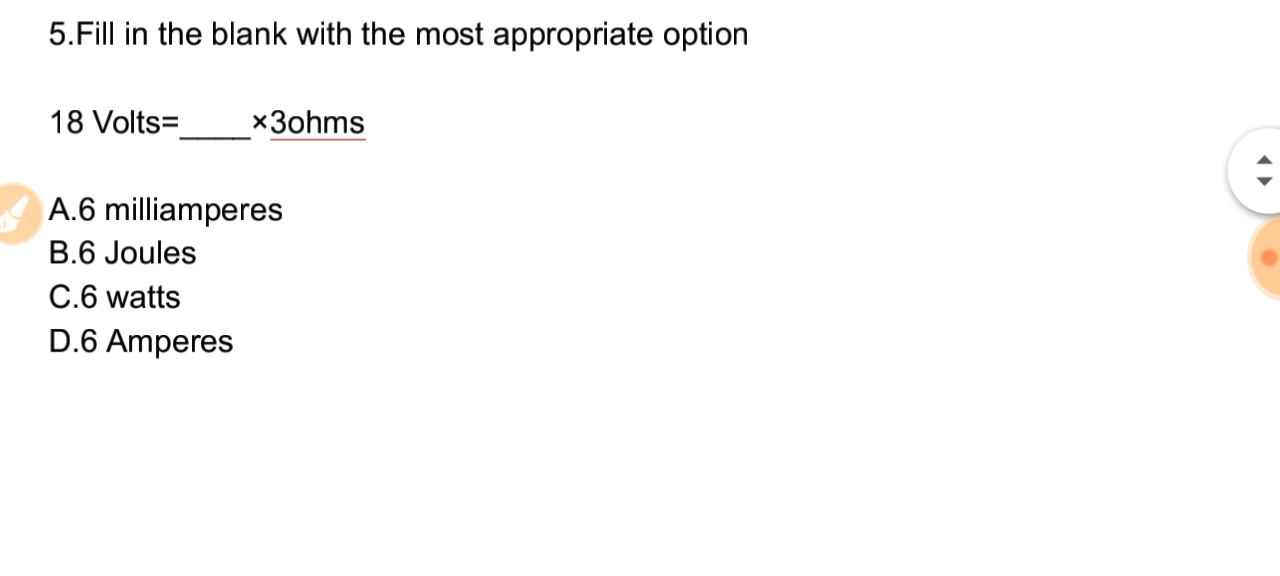 5.Fill in the blank with the most appropriate option
18 Volts=____×3ohms
A.6 milliamperes
B.6 Joules
C.6 watts
D.6 Amperes